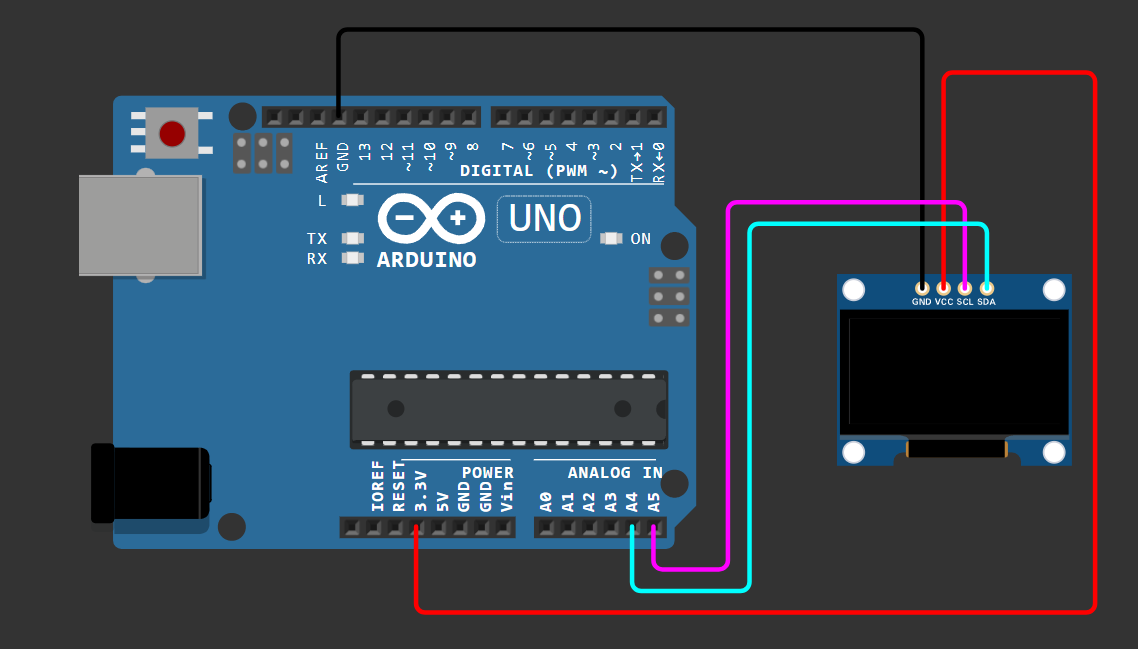 AREF
GND
13
12
~11
~10
~9
8
7
~6
~5
4
~3
2
TX→1
RX←0
DIGITAL (PWM ~)
L
TX
RX
UNO
ON
ARDUINO
GND VCC SCL SDA
POWER
ANALOG IN
IOREF
RESET
3.3V
5V
GND
GND
Vin
A0
A1
A2
A3
A4
A5